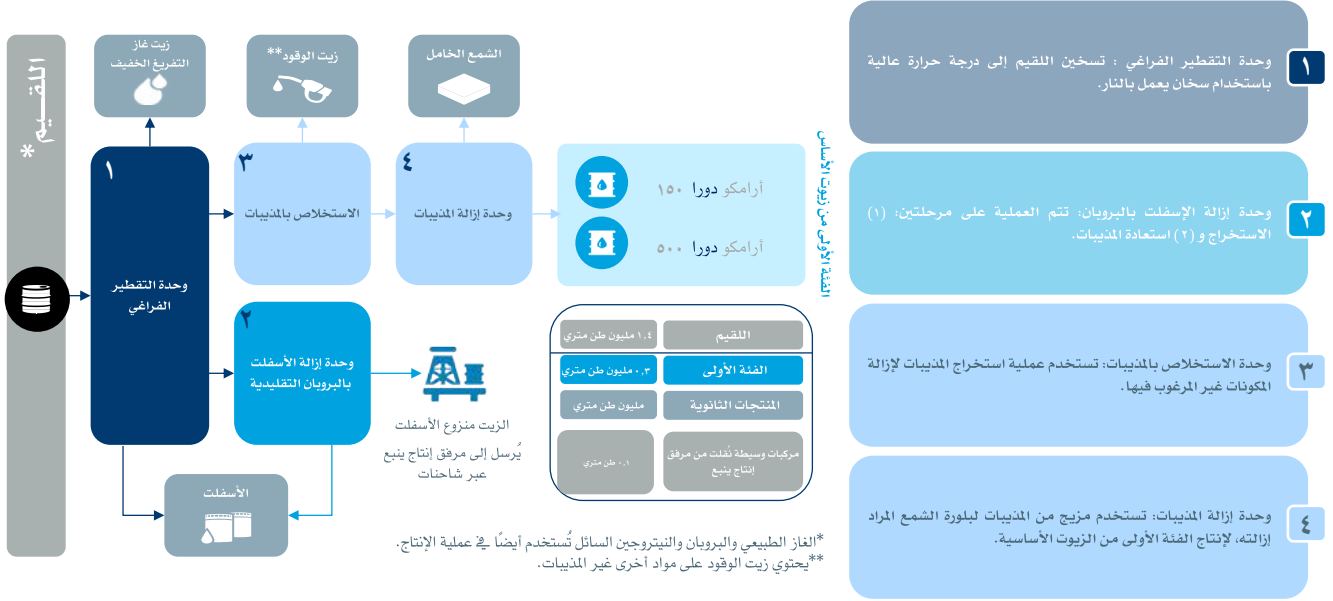 وحدة التقطير الفراغي : تسخين اللقيم إلى درجة حرارة عالية
باستخدام سخان يعمل بالنار.
١
وحدة إزالة الإسفلت بالبروبان: تتم العملية على مرحلتين: (١)
الاستخراج و (٢) استعادة المذيبات.
٢
وحدة الاستخلاص بالمذيبات: تستخدم عملية استخراج المذيبات لإزالة
المكونات غير المرغوب فيها.
٣
وحدة إزالة المذيبات: تستخدم مزيج من المذيبات لبلورة الشمع المراد
إزالته، لإنتاج الفئة الأولى من الزيوت الأساسية.
٤
اللقـيم*
زيت غاز
التفريغ الخفيف
زيت الوقود**
الشمع الخامل
١
وحدة التقطير
الفراغي
٣
الاستخلاص بالمذيبات
٤
وحدة إزالة المذيبات
أرامكو دورا ١٥٠
أرامكو دورا ٥٠٠
الفئة الأولى من زيوت الأساس
٢
وحدة إزالة الأسفلت
بالبروبان التقليدية
الزيت منزوع الأسفلت
يُرسل إلى مرفق إنتاج ينبع
عبر شاحنات
الأسفلت
اللقيم ١,٤ مليون طن متري
الفئة الأولى ٠,٣ مليون طن متري
المنتجات الثانوية مليون طن متري
مركبات وسيطة نُقلت من مرفق
إنتاج ينبع
٠,١ طن متري
*الغاز الطبيعي والبروبان والنيتروجين السائل تُستخدم أيضًا في عملية الإنتاج.
**يحتوي زيت الوقود على مواد أخرى غير المذيبات.